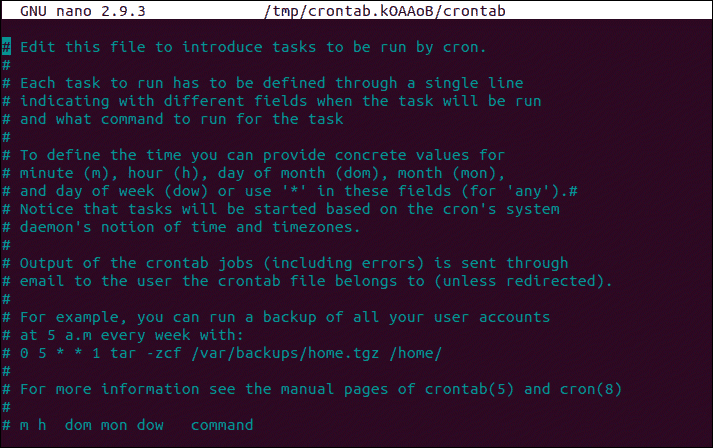 GNU nano 2.9.3 /tmp/crontab.kOAAoB/crontab
# Edit this file to introduce tasks to be run by cron.
#
# Each task to run has to be defined through a single line
# indicating with different fields when the task will be run
# and what command to run for the task
#
# To define the time you can provide concrete values for
# minute (m), hour (h), day of month (dom), month (mon),
# and day of week (dow) or use '*' in these fields (for 'any').#
# Notice that tasks will be started based on the cron's system
# daemon's notion of time and timezones.
#
# Output of the crontab jobs (including errors) is sent through
# email to the user the crontab file belongs to (unless redirected).
#
# For example, you can run a backup of all your user accounts
# at 5 a.m every week with:
# 0 5 * * 1 tar -zcf /var/backups/home.tgz /home/
#
# For more information see the manual pages of crontab(5) and cron(8)
#
# m h  dom mon dow   command